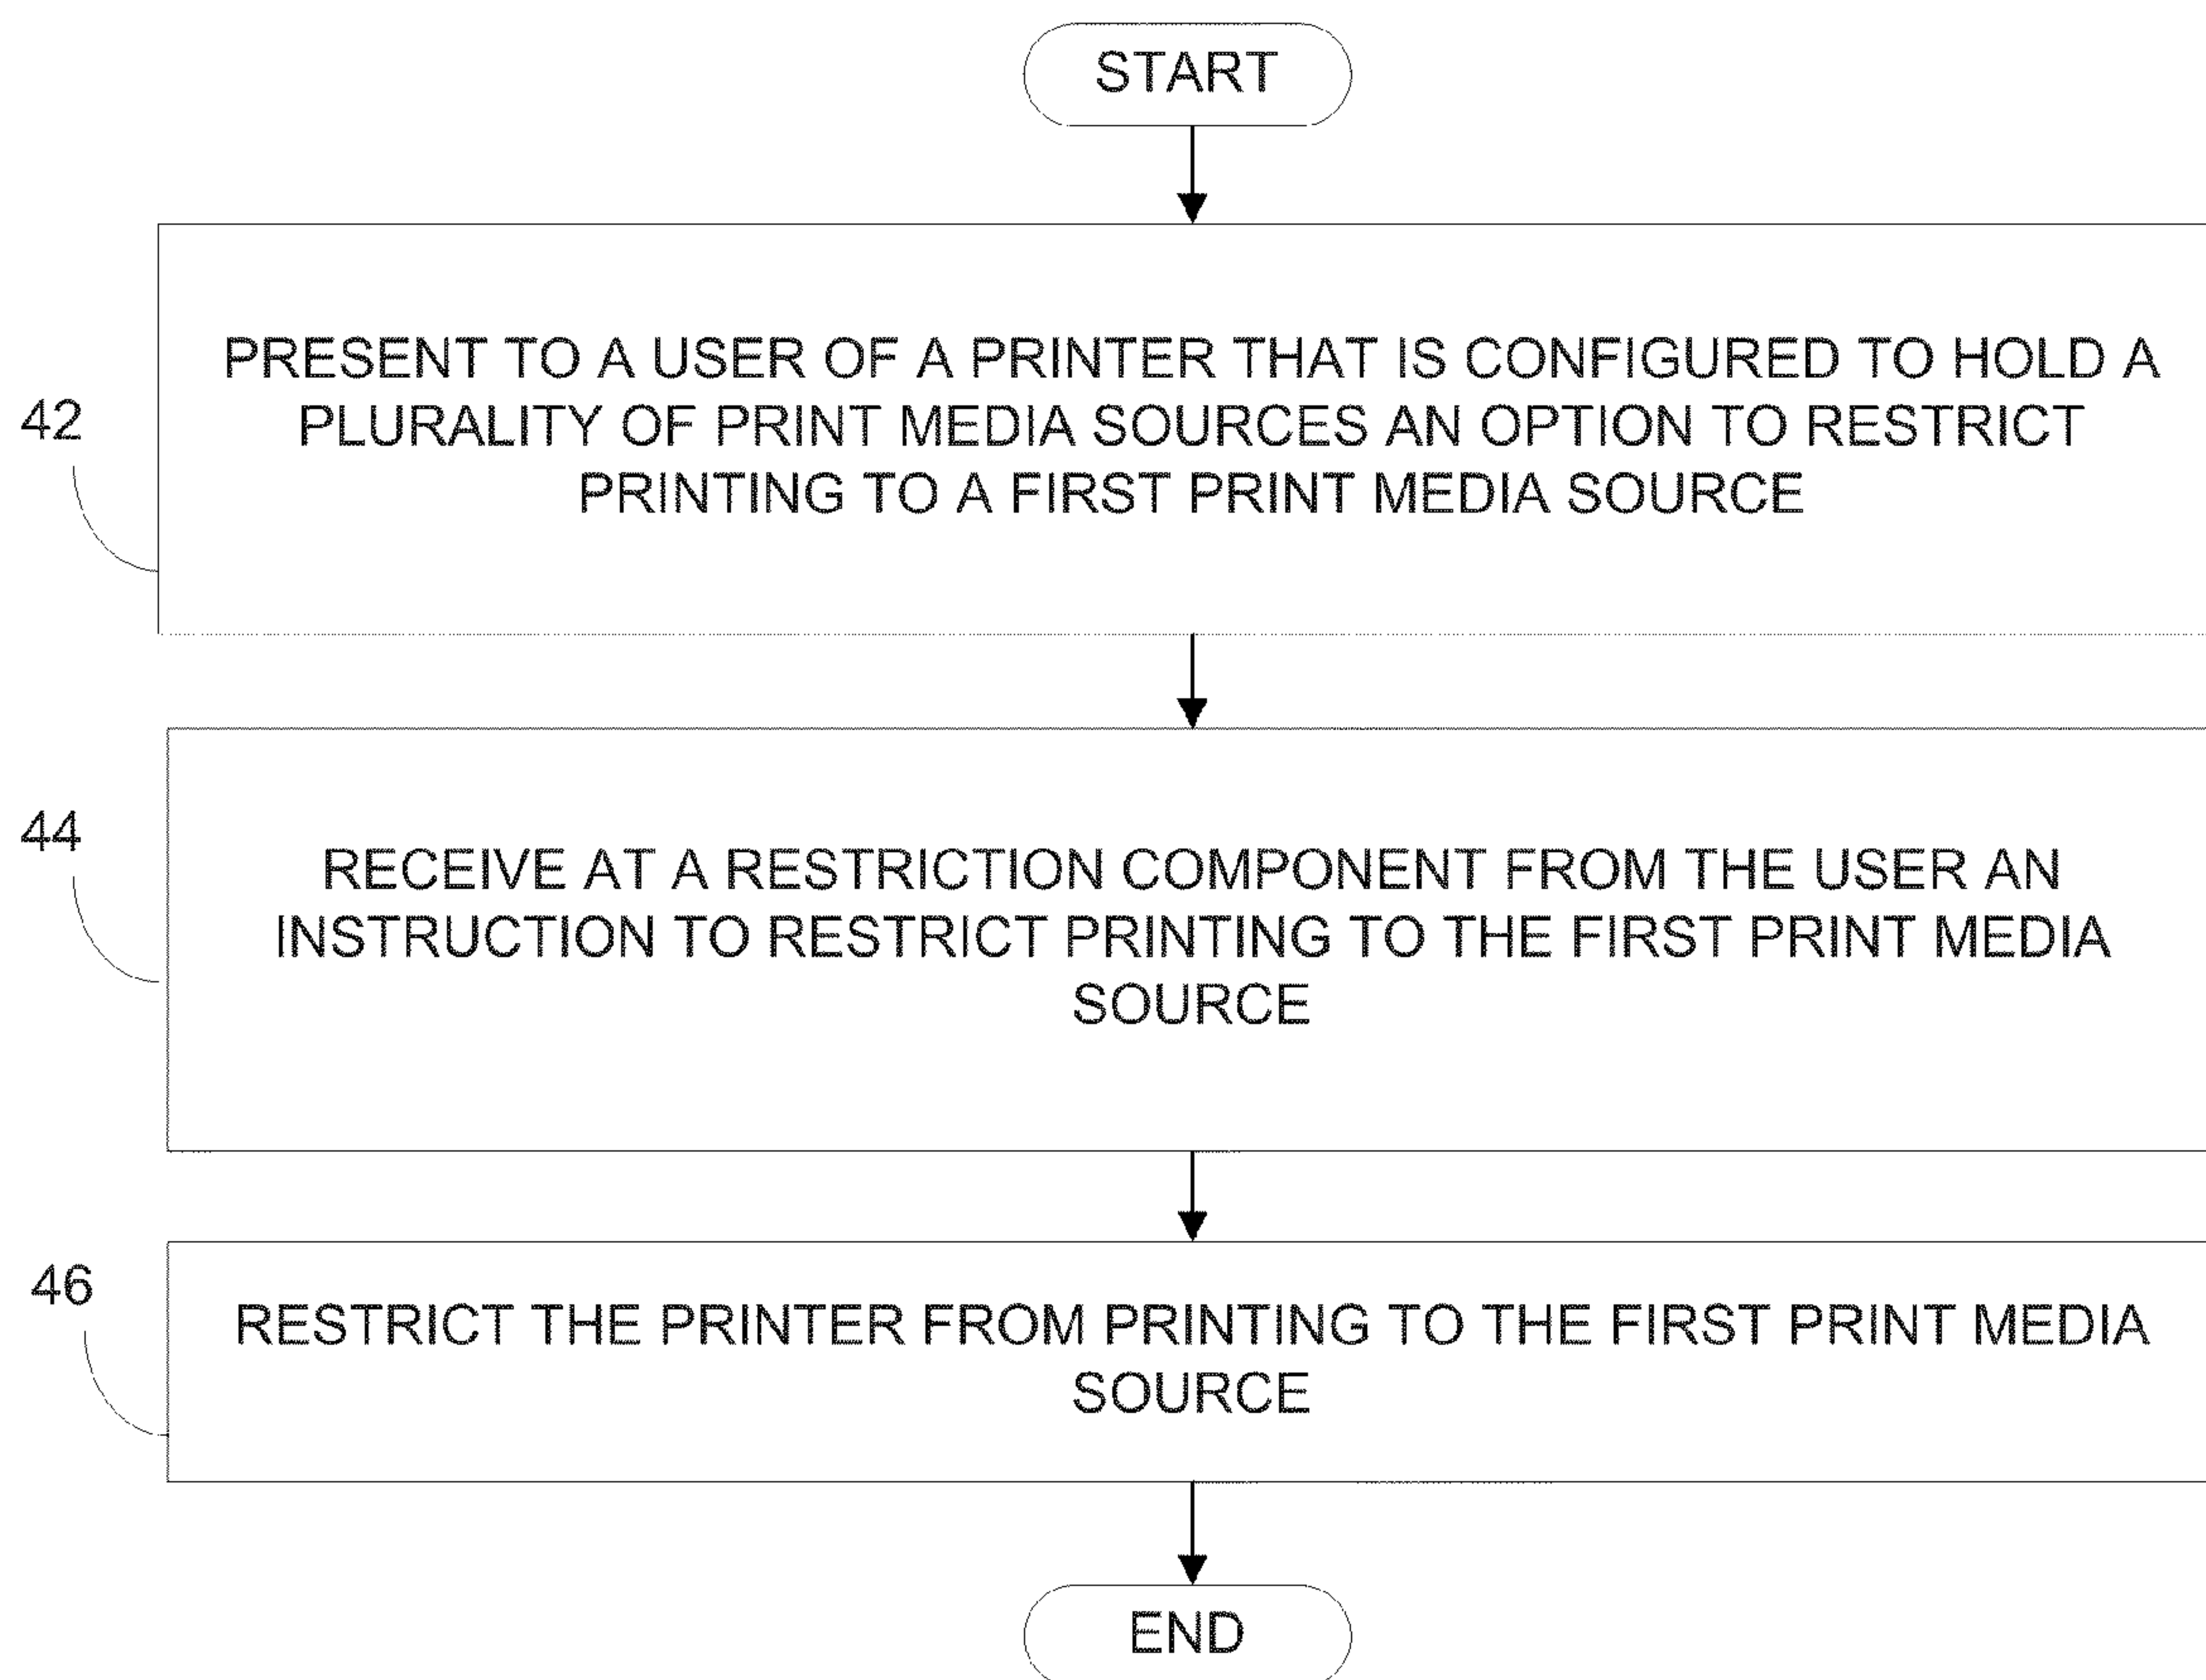 START
42
PRESENT TO A USER OF A PRINTER THAT IS CONFIGURED TO HOLD A
PLURALITY OF PRINT MEDIA SOURCES AN OPTION TO RESTRICT
PRINTING TO A FIRST PRINT MEDIA SOURCE
44
RECEIVE AT A RESTRICTION COMPONENT FROM THE USER AN
INSTRUCTION TO RESTRICT PRINTING TO THE FIRST PRINT MEDIA
SOURCE
46
RESTRICT THE PRINTER FROM PRINTING TO THE FIRST PRINT MEDIA
SOURCE
END